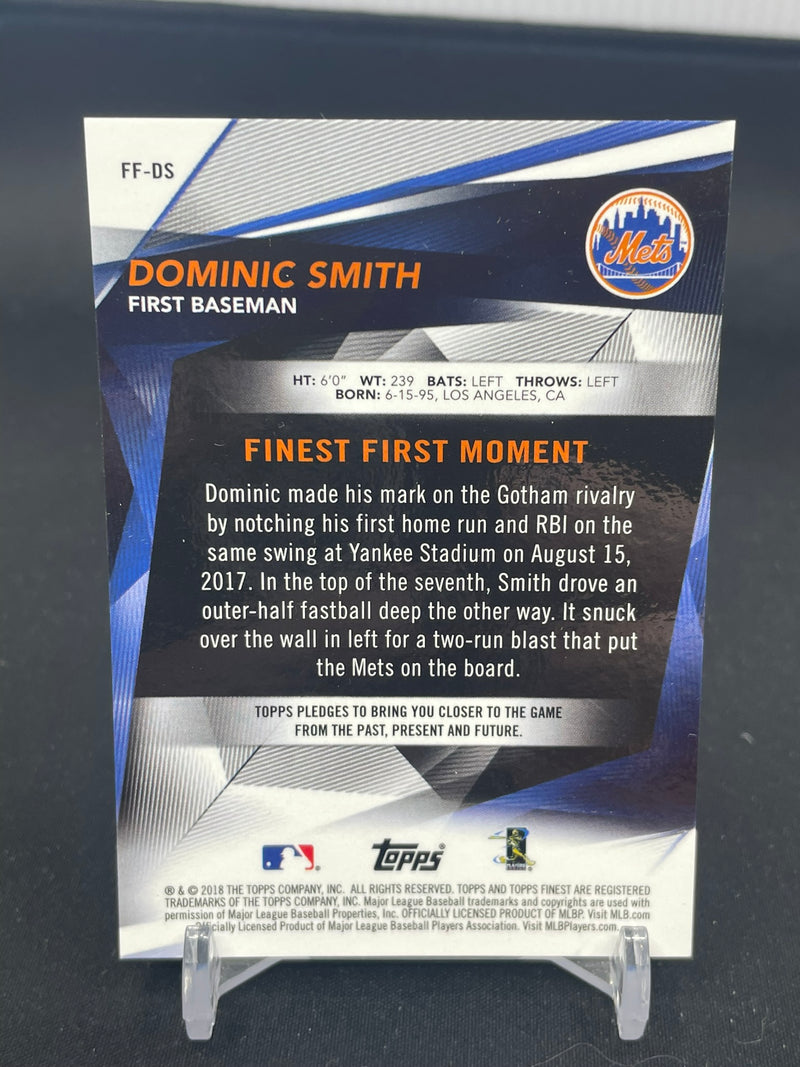 FF-DS
Mets
DOMINIC SMITH
FIRST BASEMAN
HT: 6'0" WT: 239 BATS: LEFT THROWS: LEFT
BORN: 6-15-95, LOS ANGELES, CA
FINEST FIRST MOMENT
Dominic made his mark on the Gotham rivalry
by notching his first home run and RBI on the
same swing at Yankee Stadium on August 15,
2017. In the top of the seventh, Smith drove an
outer-half fastball deep the other way. It snuck
over the wall in left for a two-run blast that put
the Mets on the board.
TOPPS PLEDGES TO BRING YOU CLOSER TO THE GAME
FROM THE PAST, PRESENT AND FUTURE.
Topps
® & © 2018 THE TOPPS COMPANY, INC. ALL RIGHTS RESERVED. TOPPS AND TOPPS FINEST ARE REGISTERED
TRADEMARKS OF THE TOPPS COMPANY, INC. Major League Baseball trademarks and copyrights are used with
permission of Major League Baseball Properties, Inc. OFFICIALLY LICENSED PRODUCT OF MLBP. Visit MLB.com
Officially Licensed Product of Major League Baseball Players Association. Visit MLBPlayers.com.